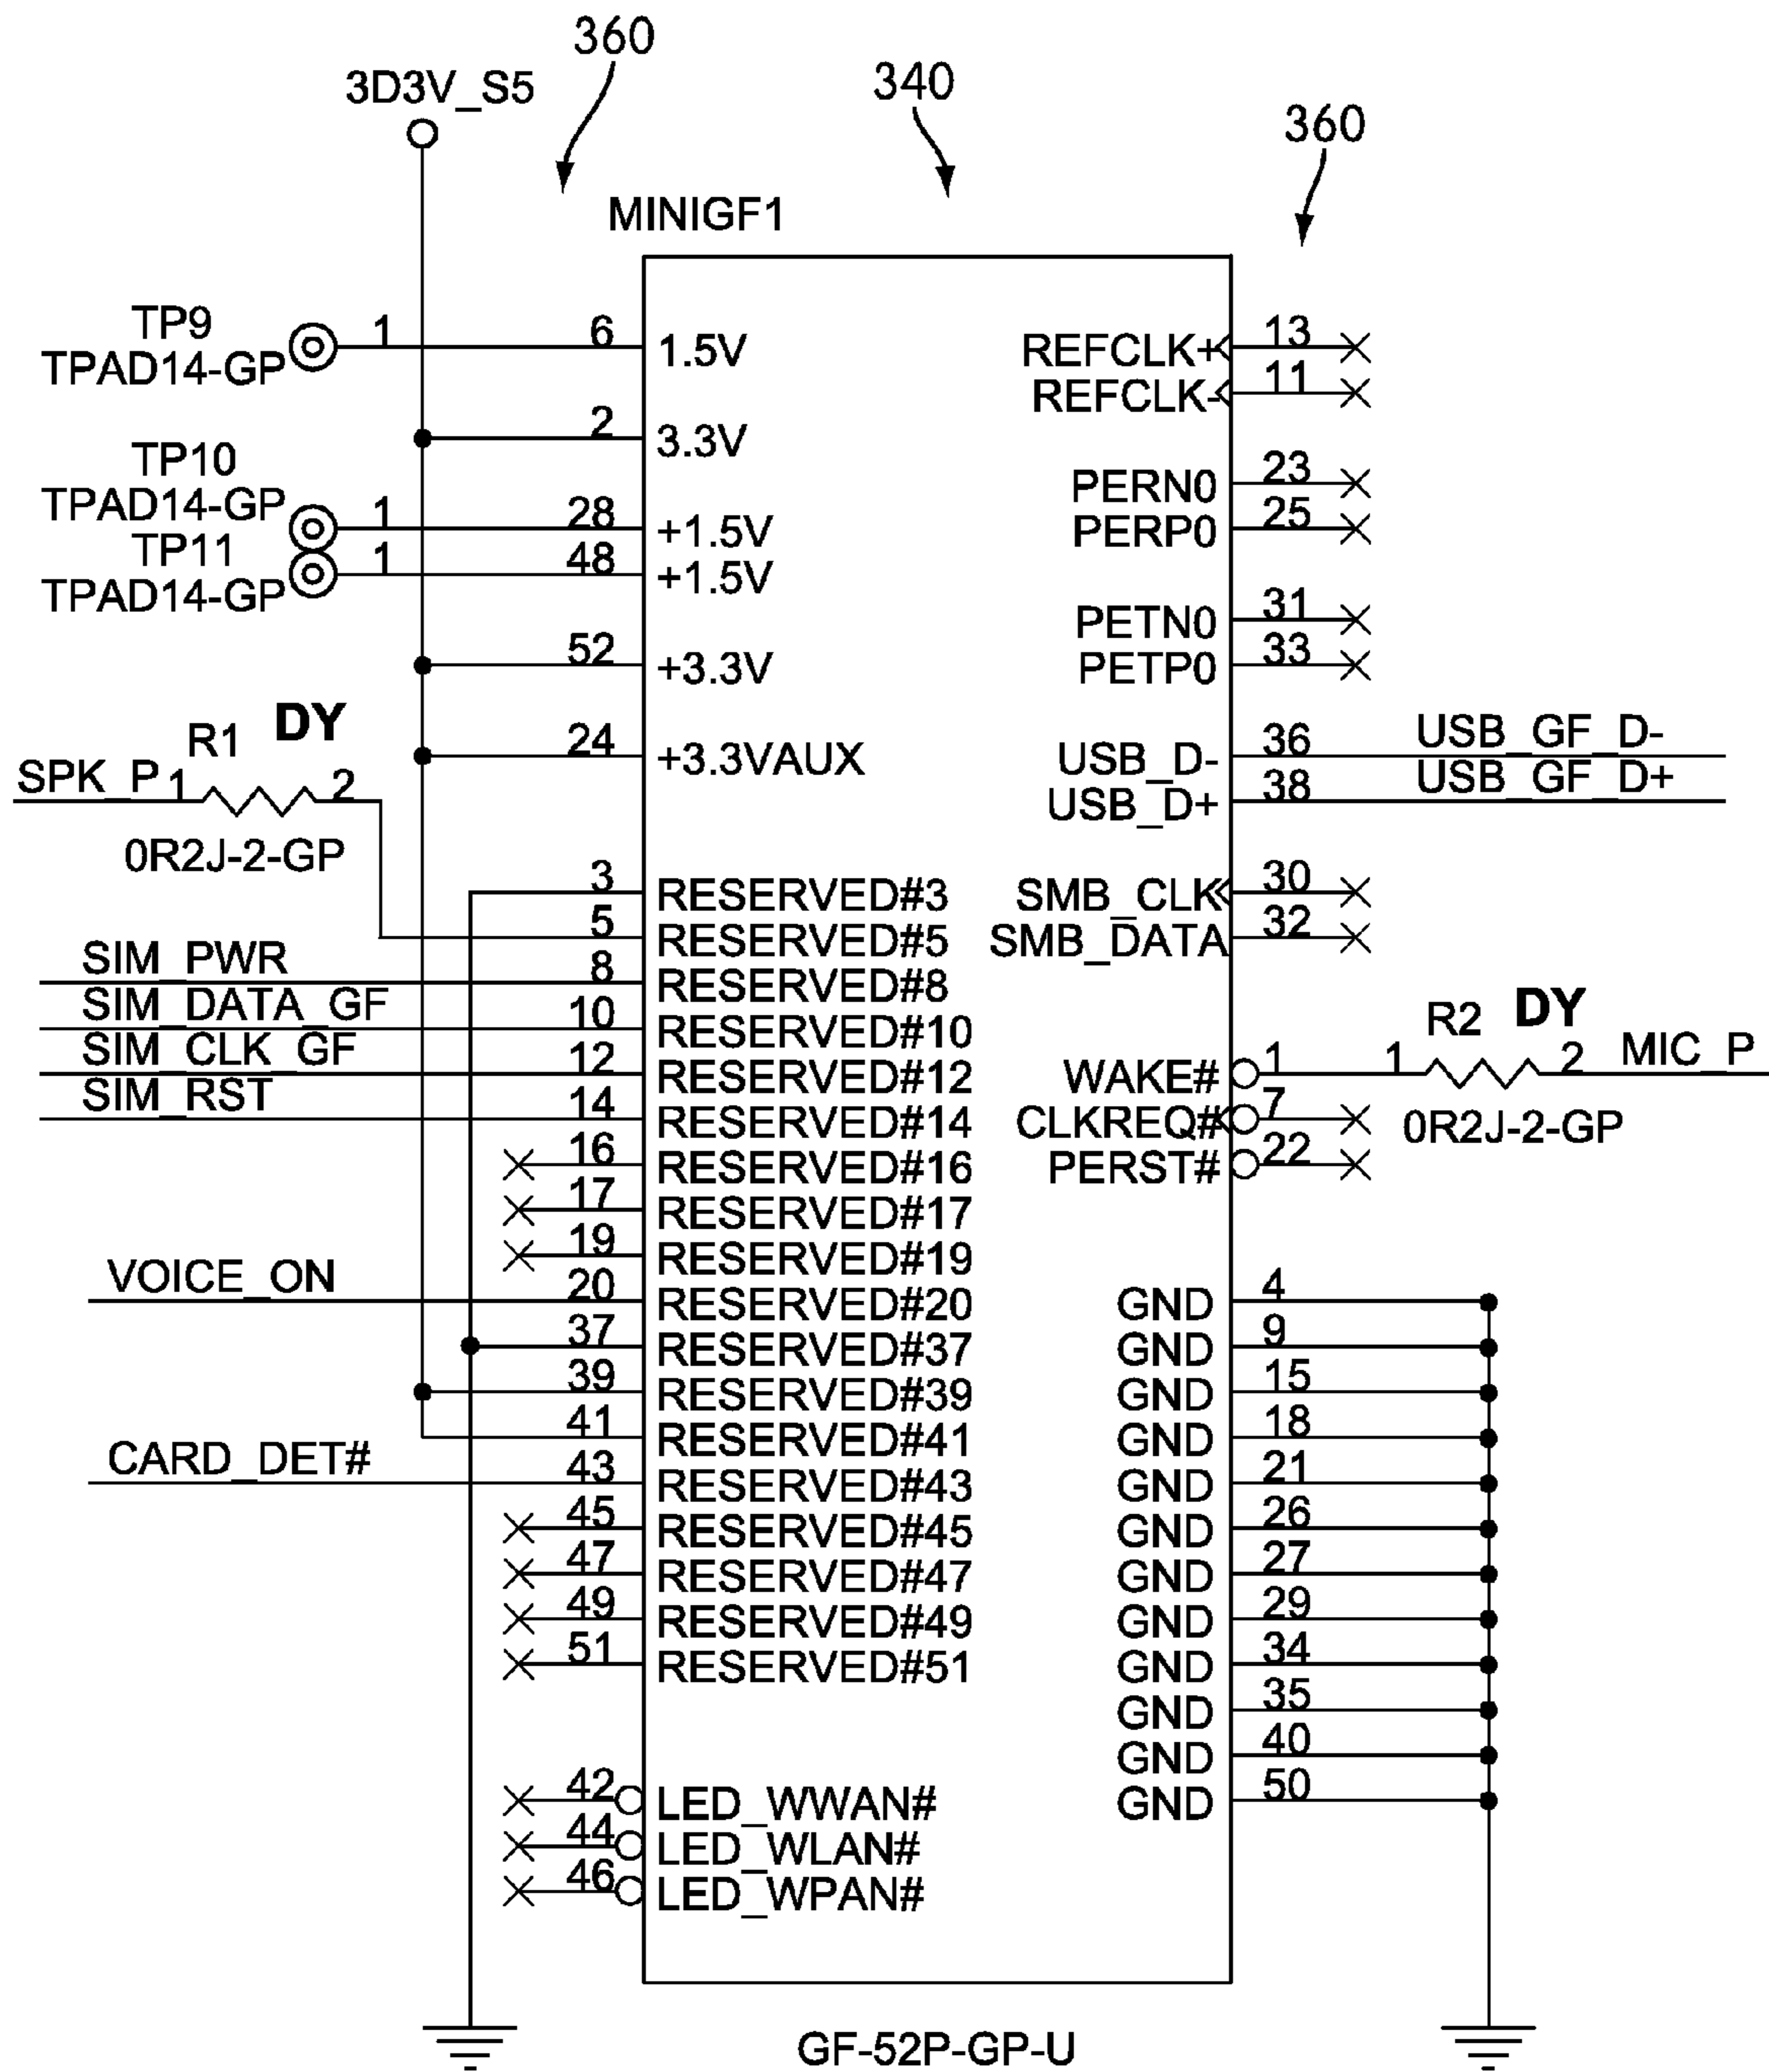 360
340
360
3D3V_S5
MINIGF1
TP9
TPAD14-GP
1
6
1.5V
2
3.3V
TP10
TPAD14-GP
1
28
+1.5V
TP11
TPAD14-GP
1
48
+1.5V
52
+3.3V
24
+3.3VAUX
R1
DY
SPK_P
1
2
0R2J-2-GP
3
RESERVED#3
5
RESERVED#5
SIM_PWR
8
RESERVED#8
SIM_DATA_GF
10
RESERVED#10
SIM_CLK_GF
12
RESERVED#12
SIM_RST
14
RESERVED#14
16
RESERVED#16
17
RESERVED#17
19
RESERVED#19
VOICE_ON
20
RESERVED#20
37
RESERVED#37
39
RESERVED#39
41
RESERVED#41
CARD_DET#
43
RESERVED#43
45
RESERVED#45
47
RESERVED#47
49
RESERVED#49
51
RESERVED#51
42
LED_WWAN#
44
LED_WLAN#
46
LED_WPAN#
REFCLK+
13
REFCLK-
11
PERN0
23
PERP0
25
PETN0
31
PETP0
33
USB_D-
36
USB_GF_D-
USB_D+
38
USB_GF_D+
SMB_CLK
30
SMB_DATA
32
WAKE#
1
1
R2
DY
2
MIC_P
0R2J-2-GP
CLKREQ#
7
PERST#
22
GND
4
GND
9
GND
15
GND
18
GND
21
GND
26
GND
27
GND
29
GND
34
GND
35
GND
40
GND
50
GF-52P-GP-U